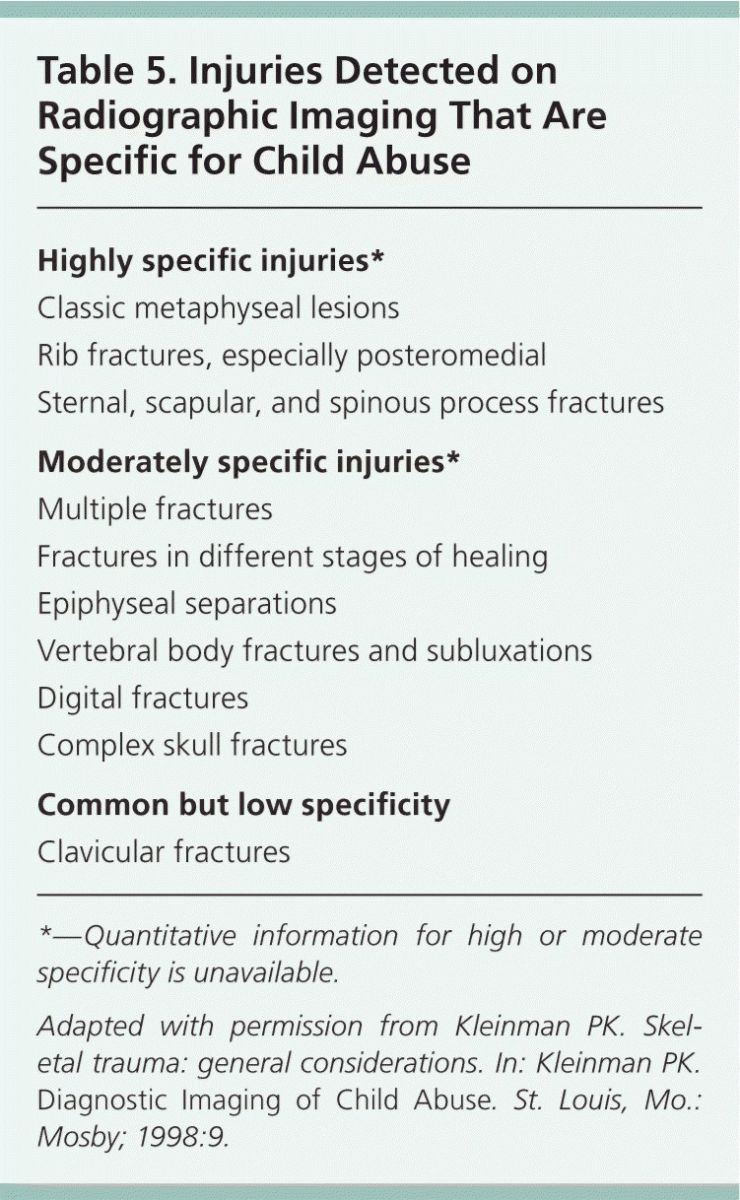 Table 5. Injuries Detected on
Radiographic Imaging That Are
Specific for Child Abuse
Highly specific injuries*
Classic metaphyseal lesions
Rib fractures, especially posteromedial
Sternal, scapular, and spinous process fractures
Moderately specific injuries*
Multiple fractures
Fractures in different stages of healing
Epiphyseal separations
Vertebral body fractures and subluxations
Digital fractures
Complex skull fractures
Common but low specificity
Clavicular fractures
*—Quantitative information for high or moderate
specificity is unavailable.
Adapted with permission from Kleinman PK. Skel-
etal trauma: general considerations. In: Kleinman PK.
Diagnostic Imaging of Child Abuse. St. Louis, Mo.:
Mosby; 1998:9.